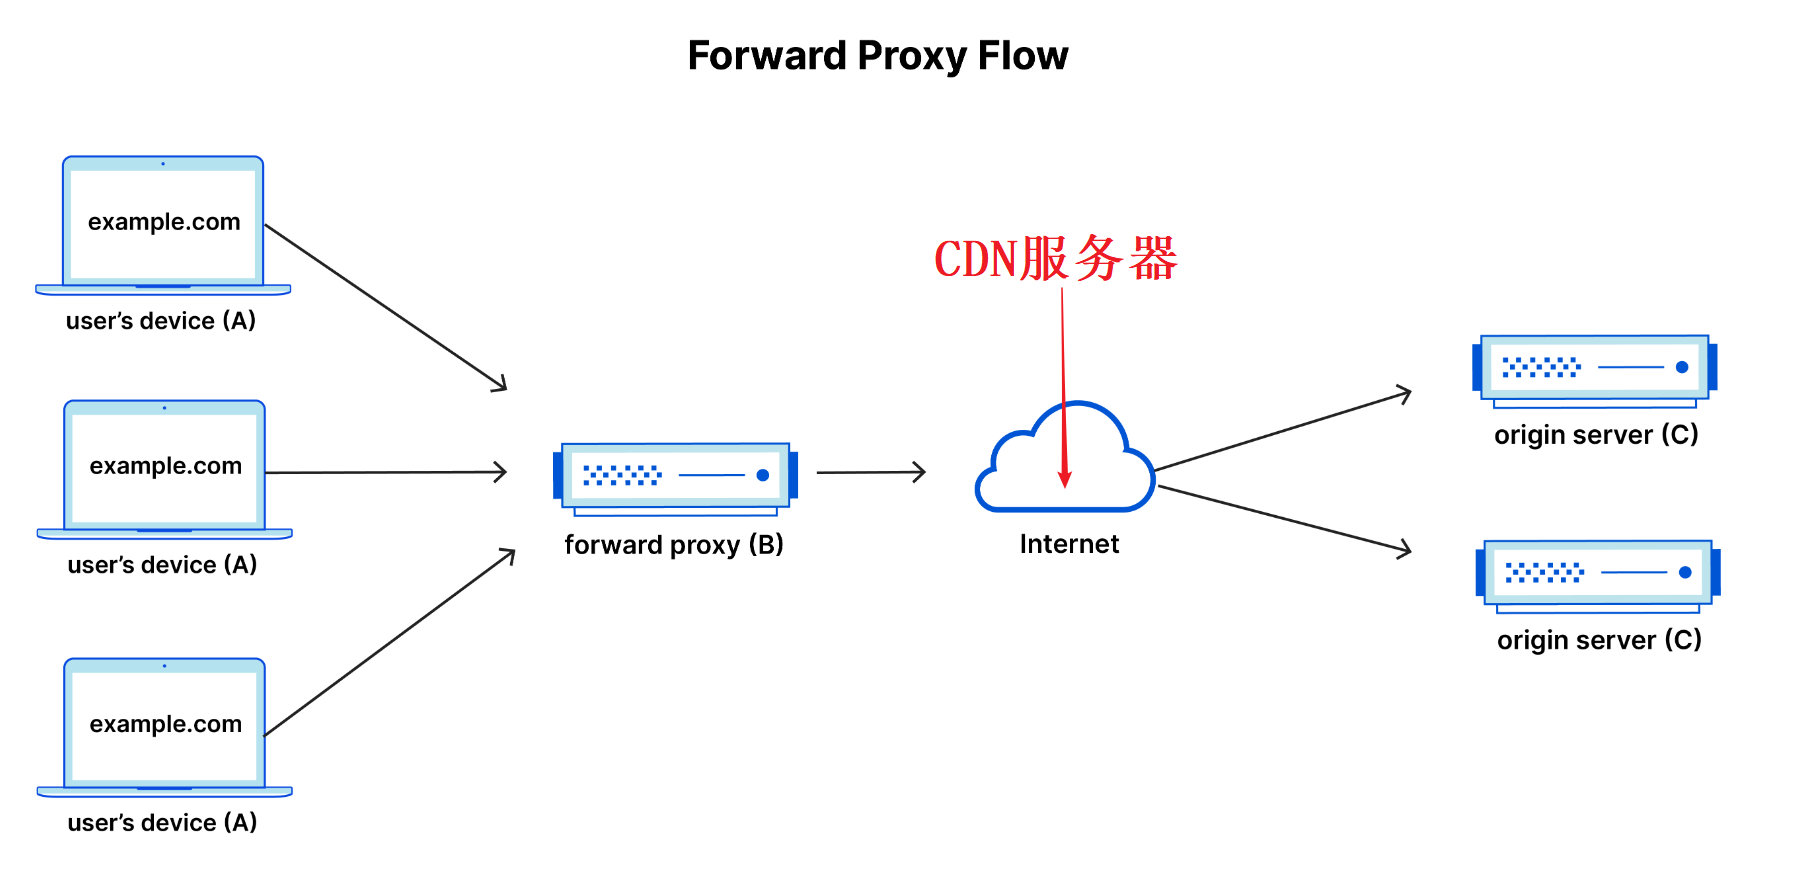 Forward Proxy Flow
example.com
user’s device (A)
example.com
user’s device (A)
example.com
user’s device (A)
forward proxy (B)
CDN服务器
Internet
origin server (C)
origin server (C)